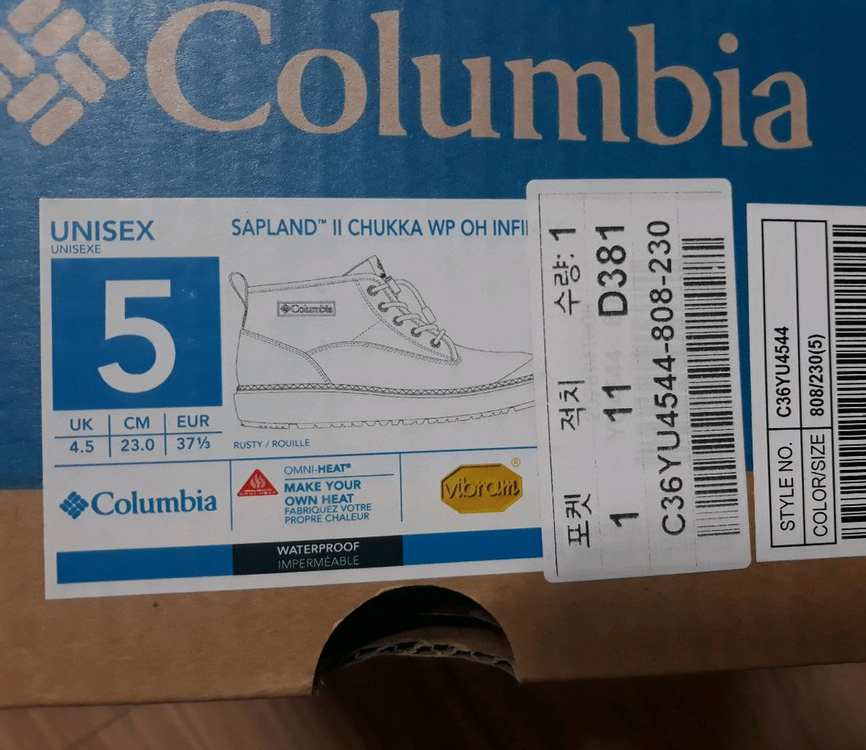 Columbia
UNISEX
UNISEXE
SAPLAND™ II CHUKKA WP OH INFI
5
Columbia
UK CM EUR
4.5 23.0 37⅓
RUSTY / ROUILLE
Columbia
OMNI-HEAT®
MAKE YOUR
OWN HEAT
FABRIQUEZ VOTRE
PROPRE CHALEUR
vibram®
WATERPROOF
IMPERMÉABLE
포켓 적치 수량: 1
1 11 D381
C36YU4544-808-230
STYLE NO. C36YU4544
COLOR/SIZE 808/230(5)